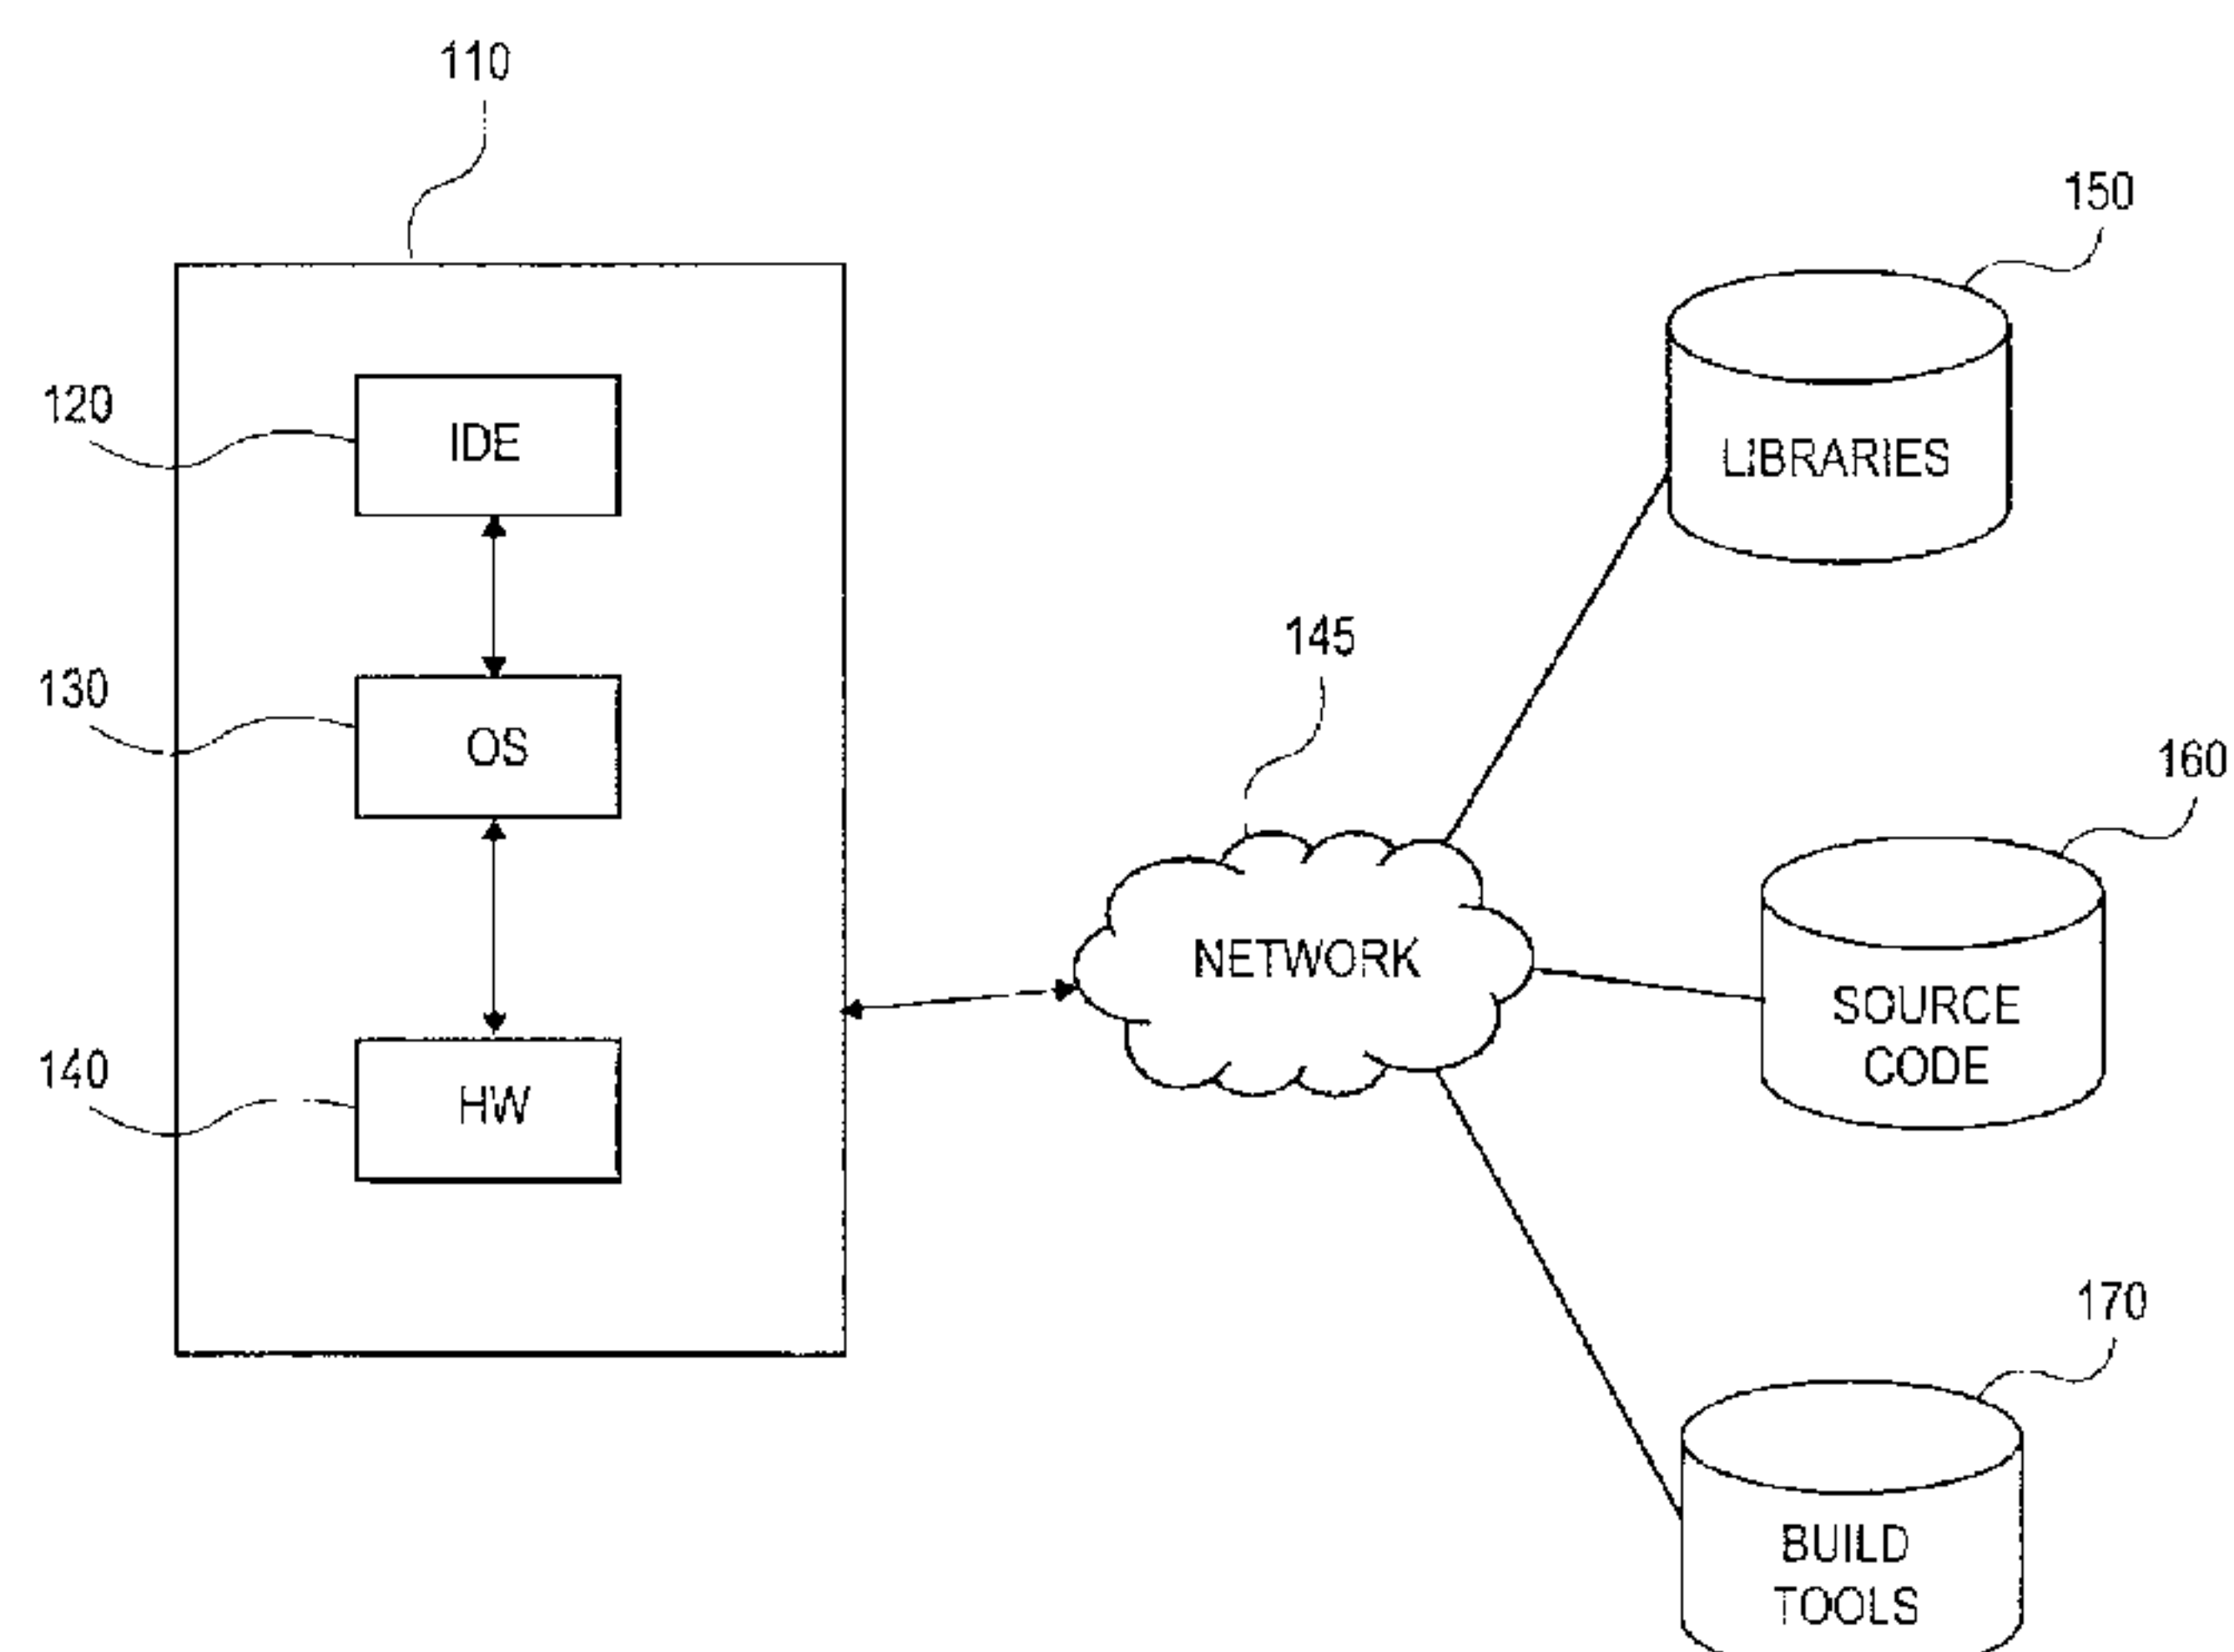 110
150
120
IDE
LIBRARIES
145
130
OS
160
NETWORK
SOURCE
CODE
140
HW
170
BUILD
TOOLS